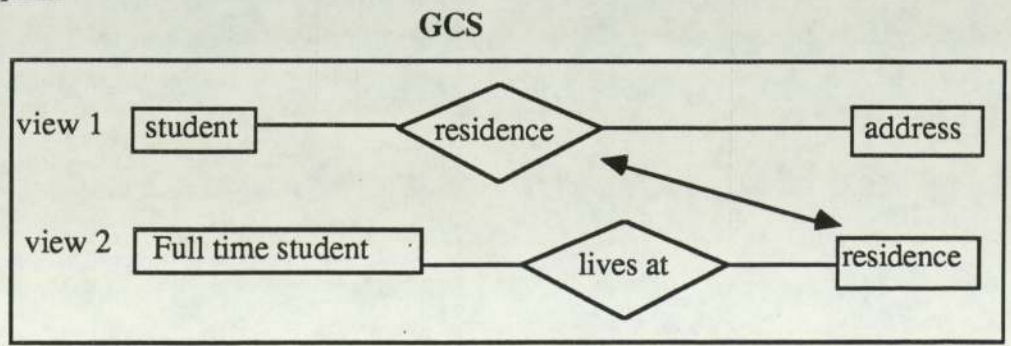 GCS
view 1 student residence address
view 2 Full time student lives at residence